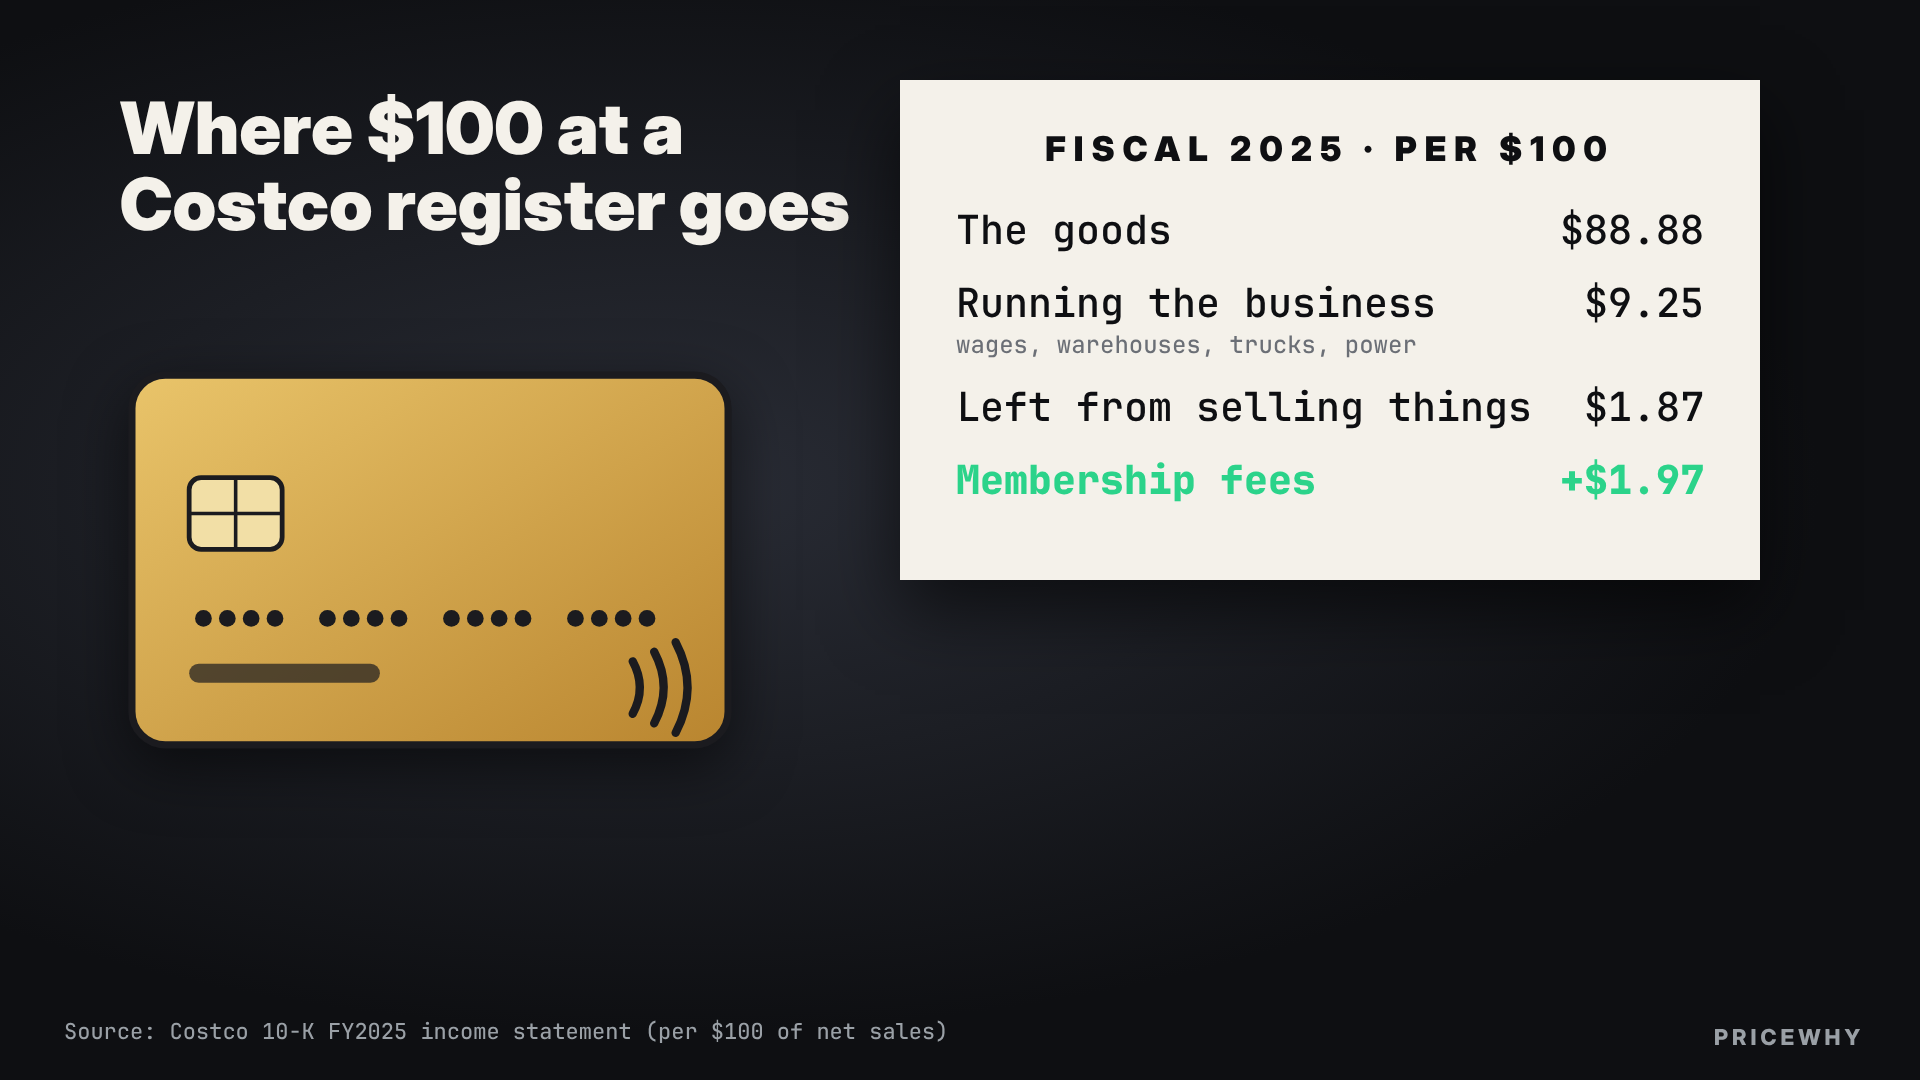 Where $100 at a
Costco register goes
FISCAL 2025 · PER $100
The goods $88.88
Running the business $9.25
wages, warehouses, trucks, power
Left from selling things $1.87
Membership fees +$1.97
Source: Costco 10-K FY2025 income statement (per $100 of net sales)
PRICEWHY